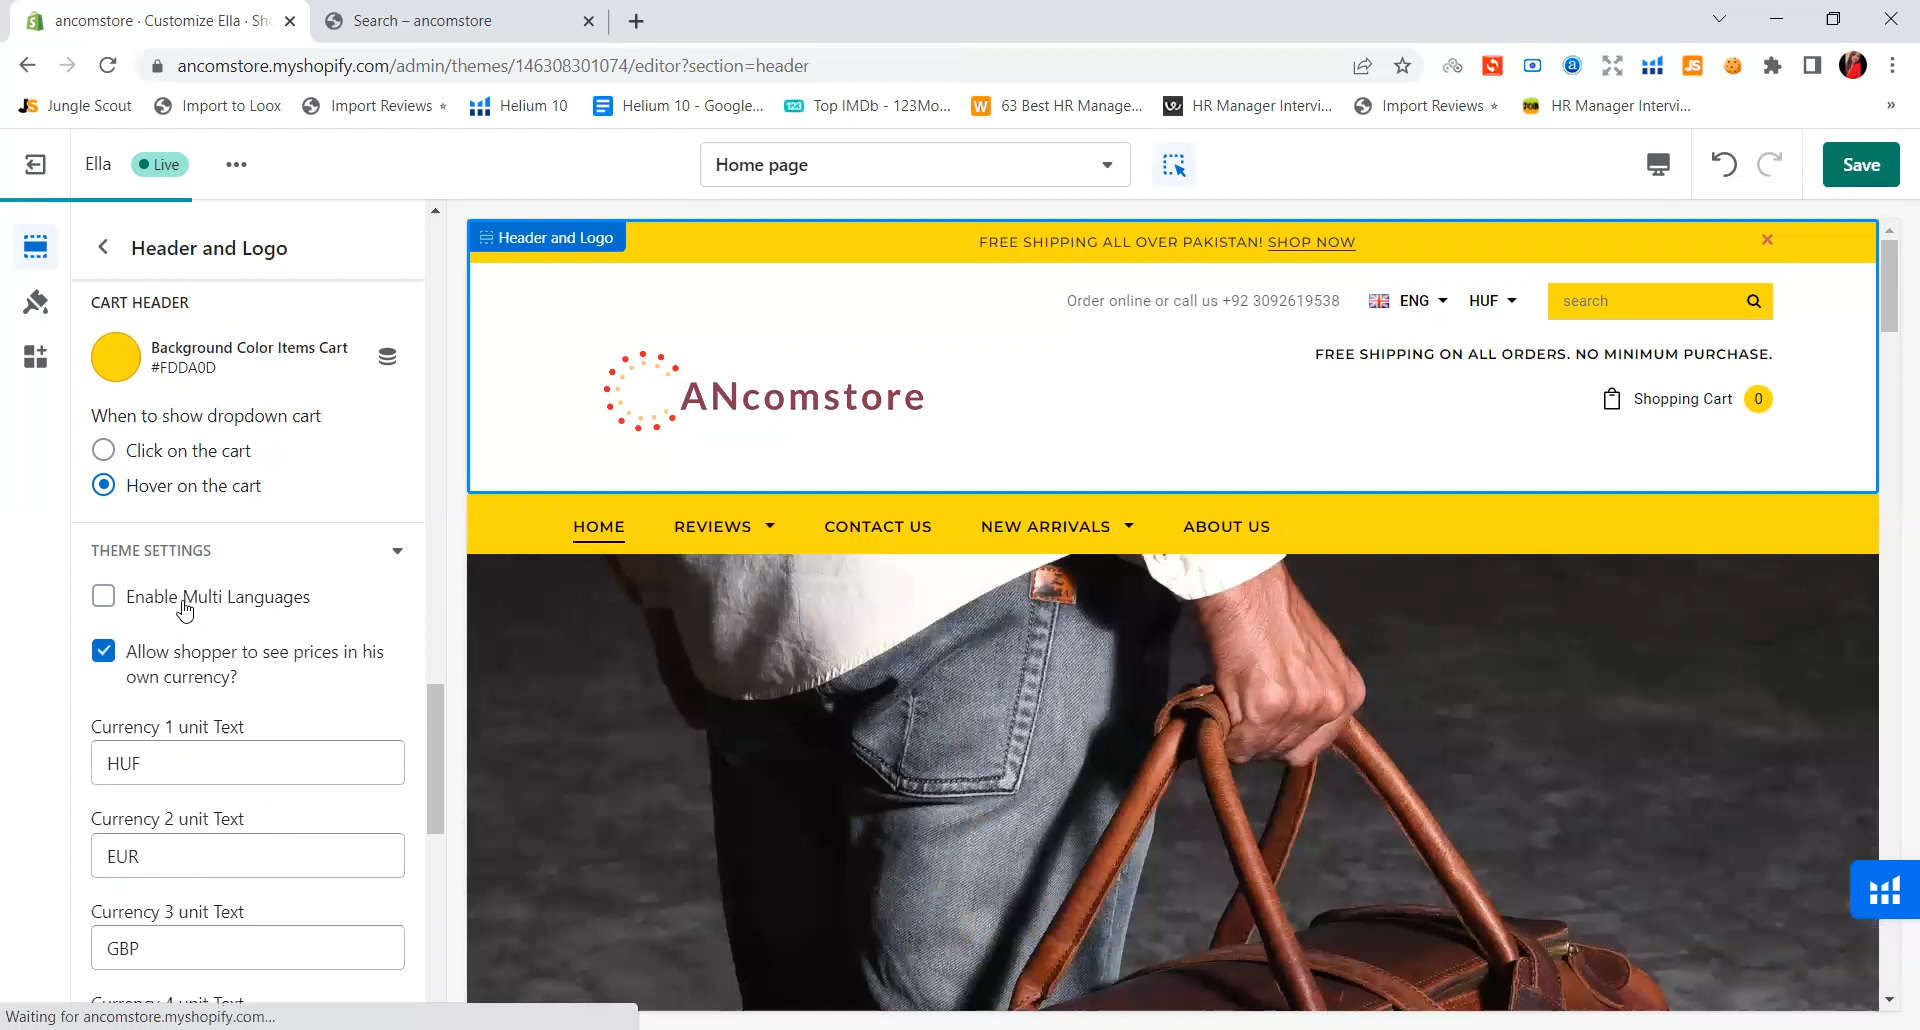 ancomstore · Customize Ella · Sho
Search – ancomstore
ancomstore.myshopify.com/admin/themes/146308301074/editor?section=header
Jungle Scout
Import to Loox
Import Reviews
Helium 10
Helium 10 - Google...
Top IMDb - 123Mo...
63 Best HR Manage...
HR Manager Intervi...
Import Reviews
HR Manager Intervi...
»
Ella
Live
Home page
Save
Header and Logo
CART HEADER
Background Color Items Cart
#FDDA0D
When to show dropdown cart
Click on the cart
Hover on the cart
THEME SETTINGS
Enable Multi Languages
Allow shopper to see prices in his
own currency?
Currency 1 unit Text
HUF
Currency 2 unit Text
EUR
Currency 3 unit Text
GBP
Currency 4 unit Text
Waiting for ancomstore.myshopify.com...
Header and Logo
FREE SHIPPING ALL OVER PAKISTAN! SHOP NOW
Order online or call us +92 3092619538
ENG
HUF
search
FREE SHIPPING ON ALL ORDERS. NO MINIMUM PURCHASE.
ANcomstore
Shopping Cart 0
HOME
REVIEWS
CONTACT US
NEW ARRIVALS
ABOUT US